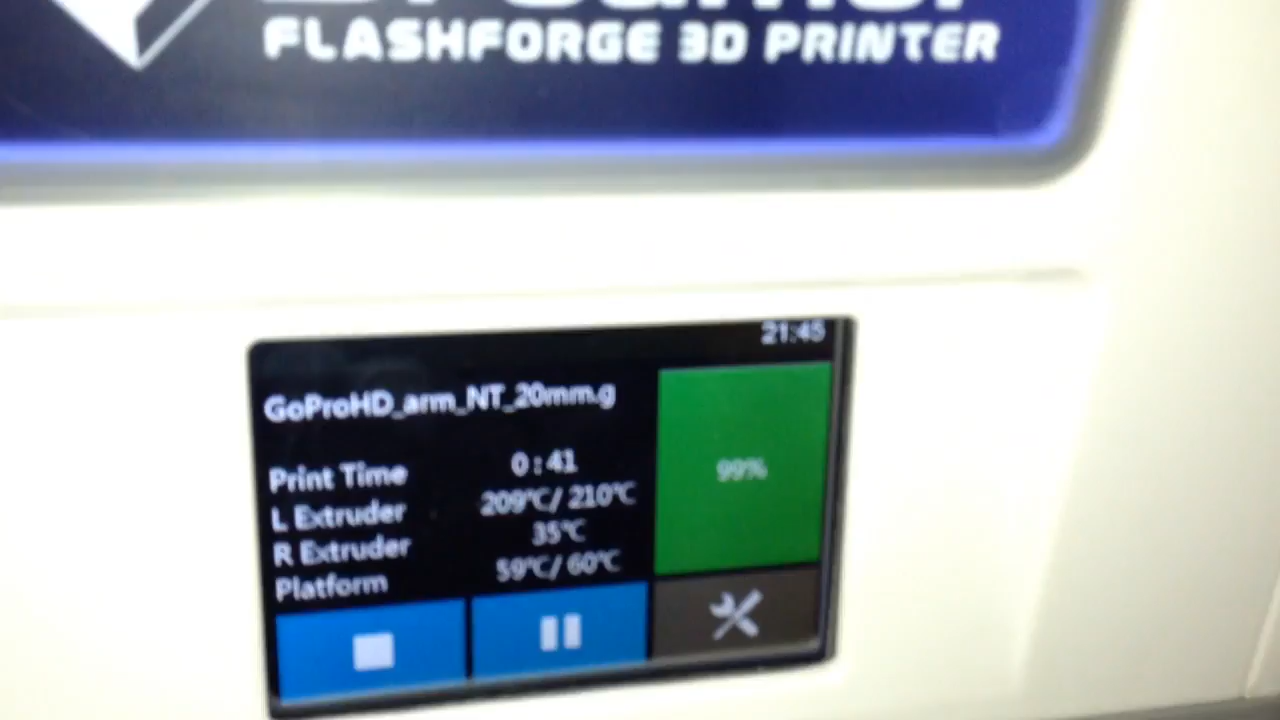 FLASHFORGE 3D PRINTER
21:45
GoProHD_arm_NT_20mm.g
99%
Print Time 0:41
L Extruder 209℃/ 210℃
R Extruder 35℃
Platform 59℃/ 60℃